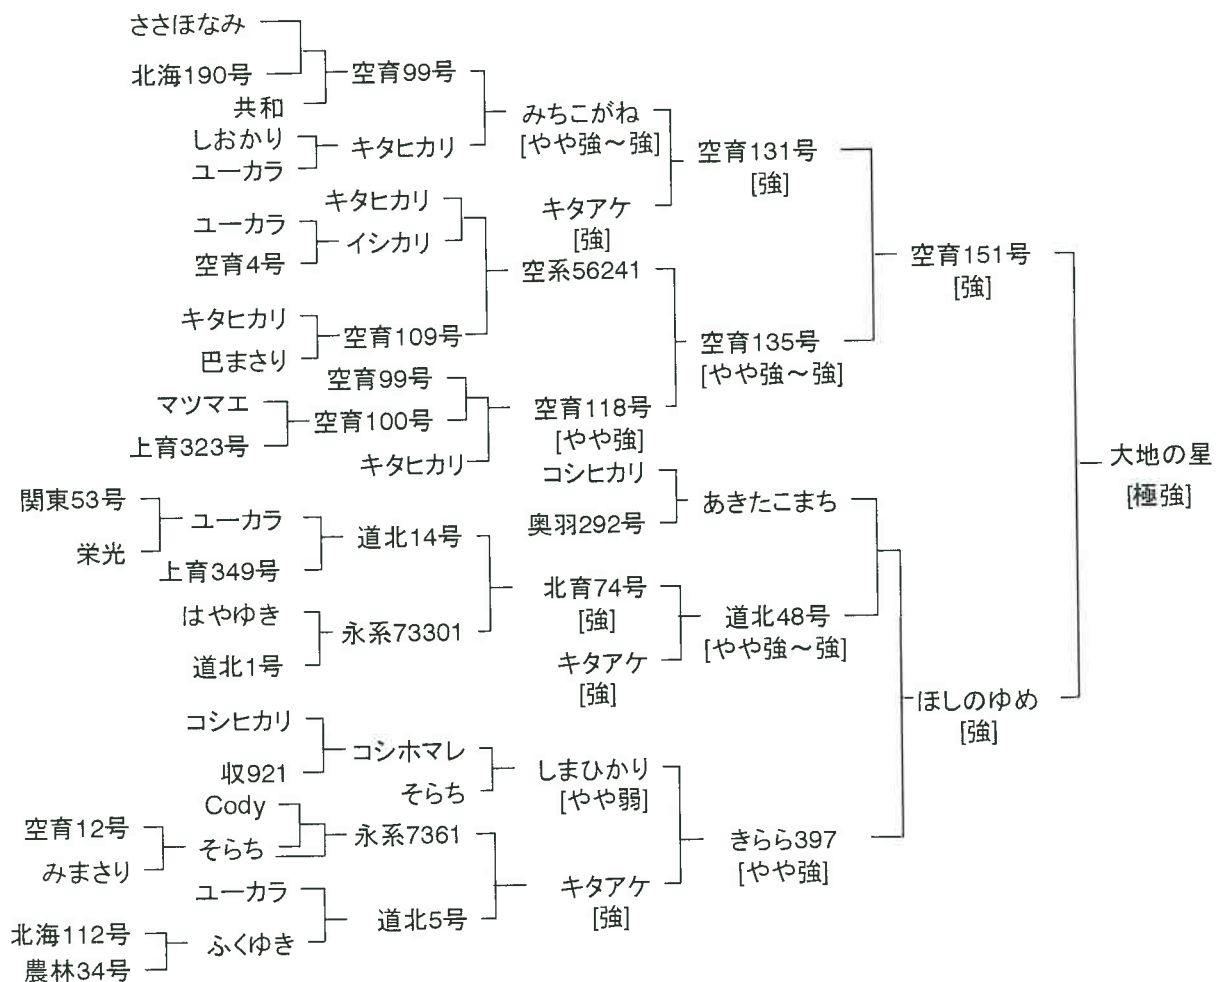 ささほなみ
北海190号
共和
空育99号
しおかり
ユーカラ
キタヒカリ
みちこがね
[やや強～強]
キタアケ
[強]
空育131号
[強]
キタヒカリ
ユーカラ
空育4号
イシカリ
空系56241
キタヒカリ
巴まさり
空育109号
空育135号
[やや強～強]
空育151号
[強]
空育99号
マツマエ
上育323号
空育100号
キタヒカリ
空育118号
[やや強]
大地の星
[極強]
コシヒカリ
奥羽292号
あきたこまち
関東53号
栄光
ユーカラ
上育349号
道北14号
はやゆき
道北1号
永系73301
北育74号
[強]
キタアケ
[強]
道北48号
[やや強～強]
ほしのゆめ
[強]
コシヒカリ
収921
コシホマレ
そらち
しまひかり
[やや弱]
Cody
空育12号
みまさり
そらち
永系7361
きらら397
[やや強]
ユーカラ
北海112号
農林34号
ふくゆき
道北5号
キタアケ
[強]